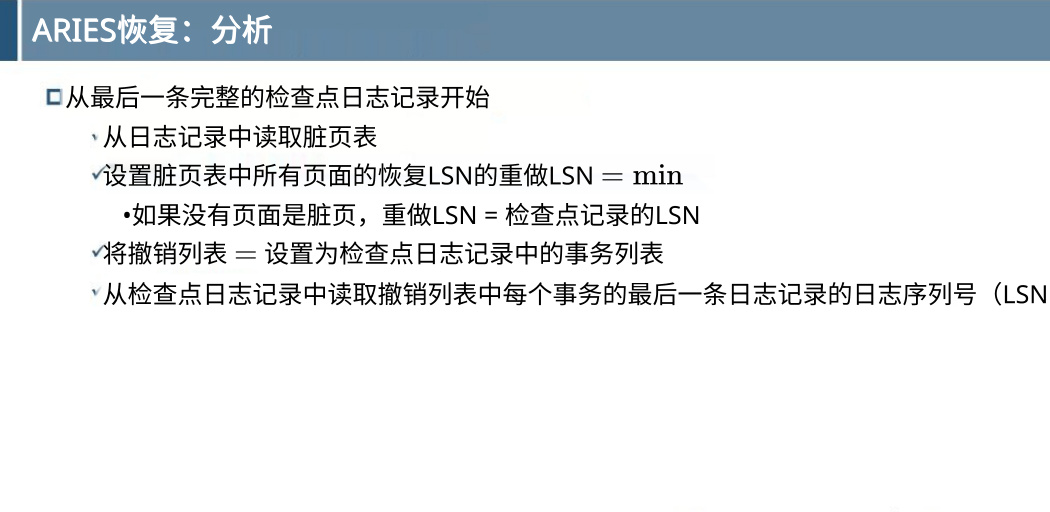 ARIES恢复：分析
从最后一条完整的检查点日志记录开始
从日志记录中读取脏页表
设置脏页表中所有页面的恢复LSN的重做LSN = min
•如果没有页面是脏页，重做LSN = 检查点记录的LSN
将撤销列表 = 设置为检查点日志记录中的事务列表
从检查点日志记录中读取撤销列表中每个事务的最后一条日志记录的日志序列号（LSN